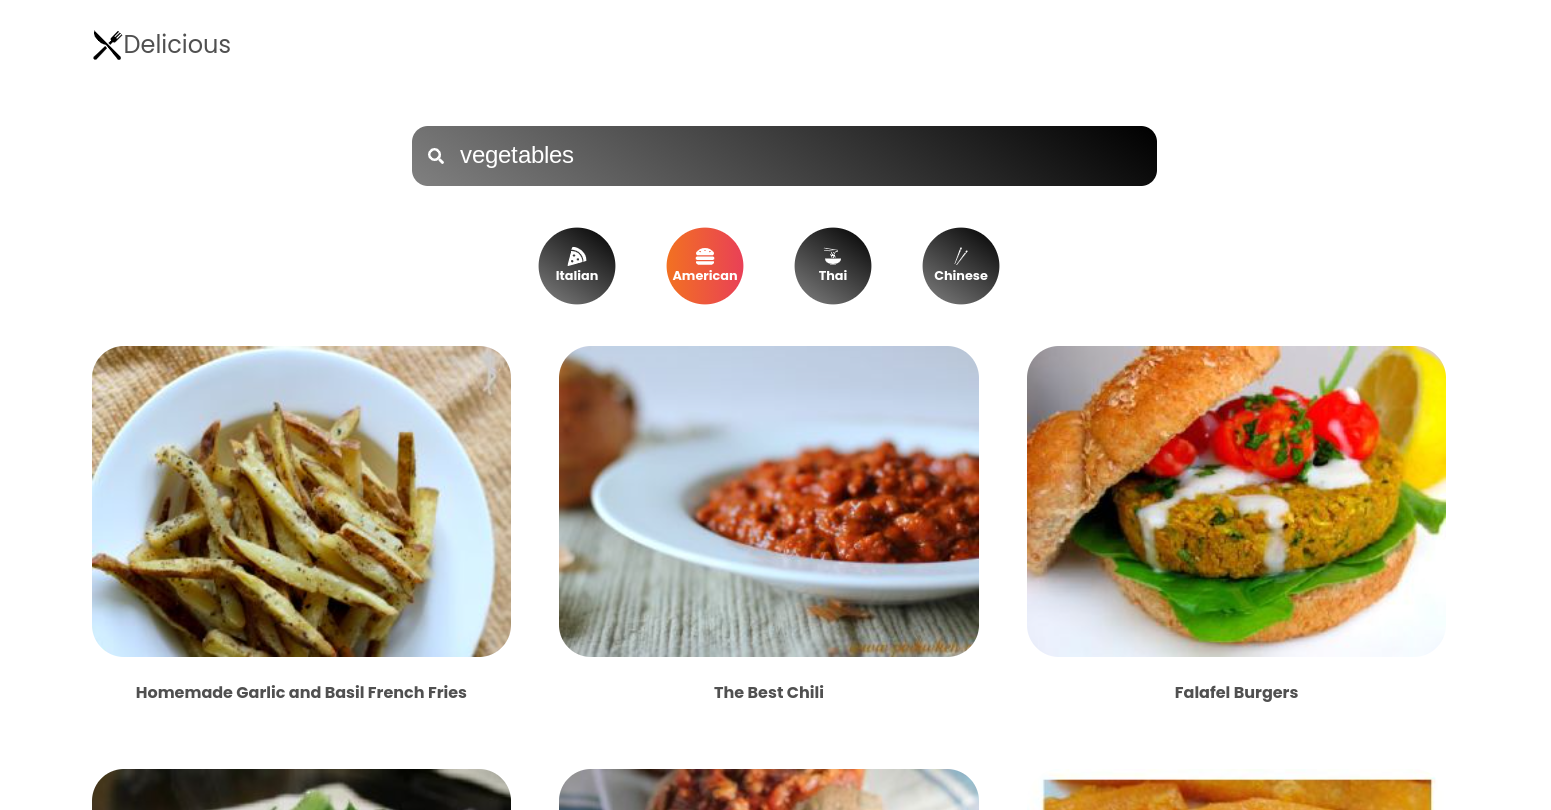 Delicious
vegetables
Italian
American
Thai
Chinese
Homemade Garlic and Basil French Fries
The Best Chili
Falafel Burgers